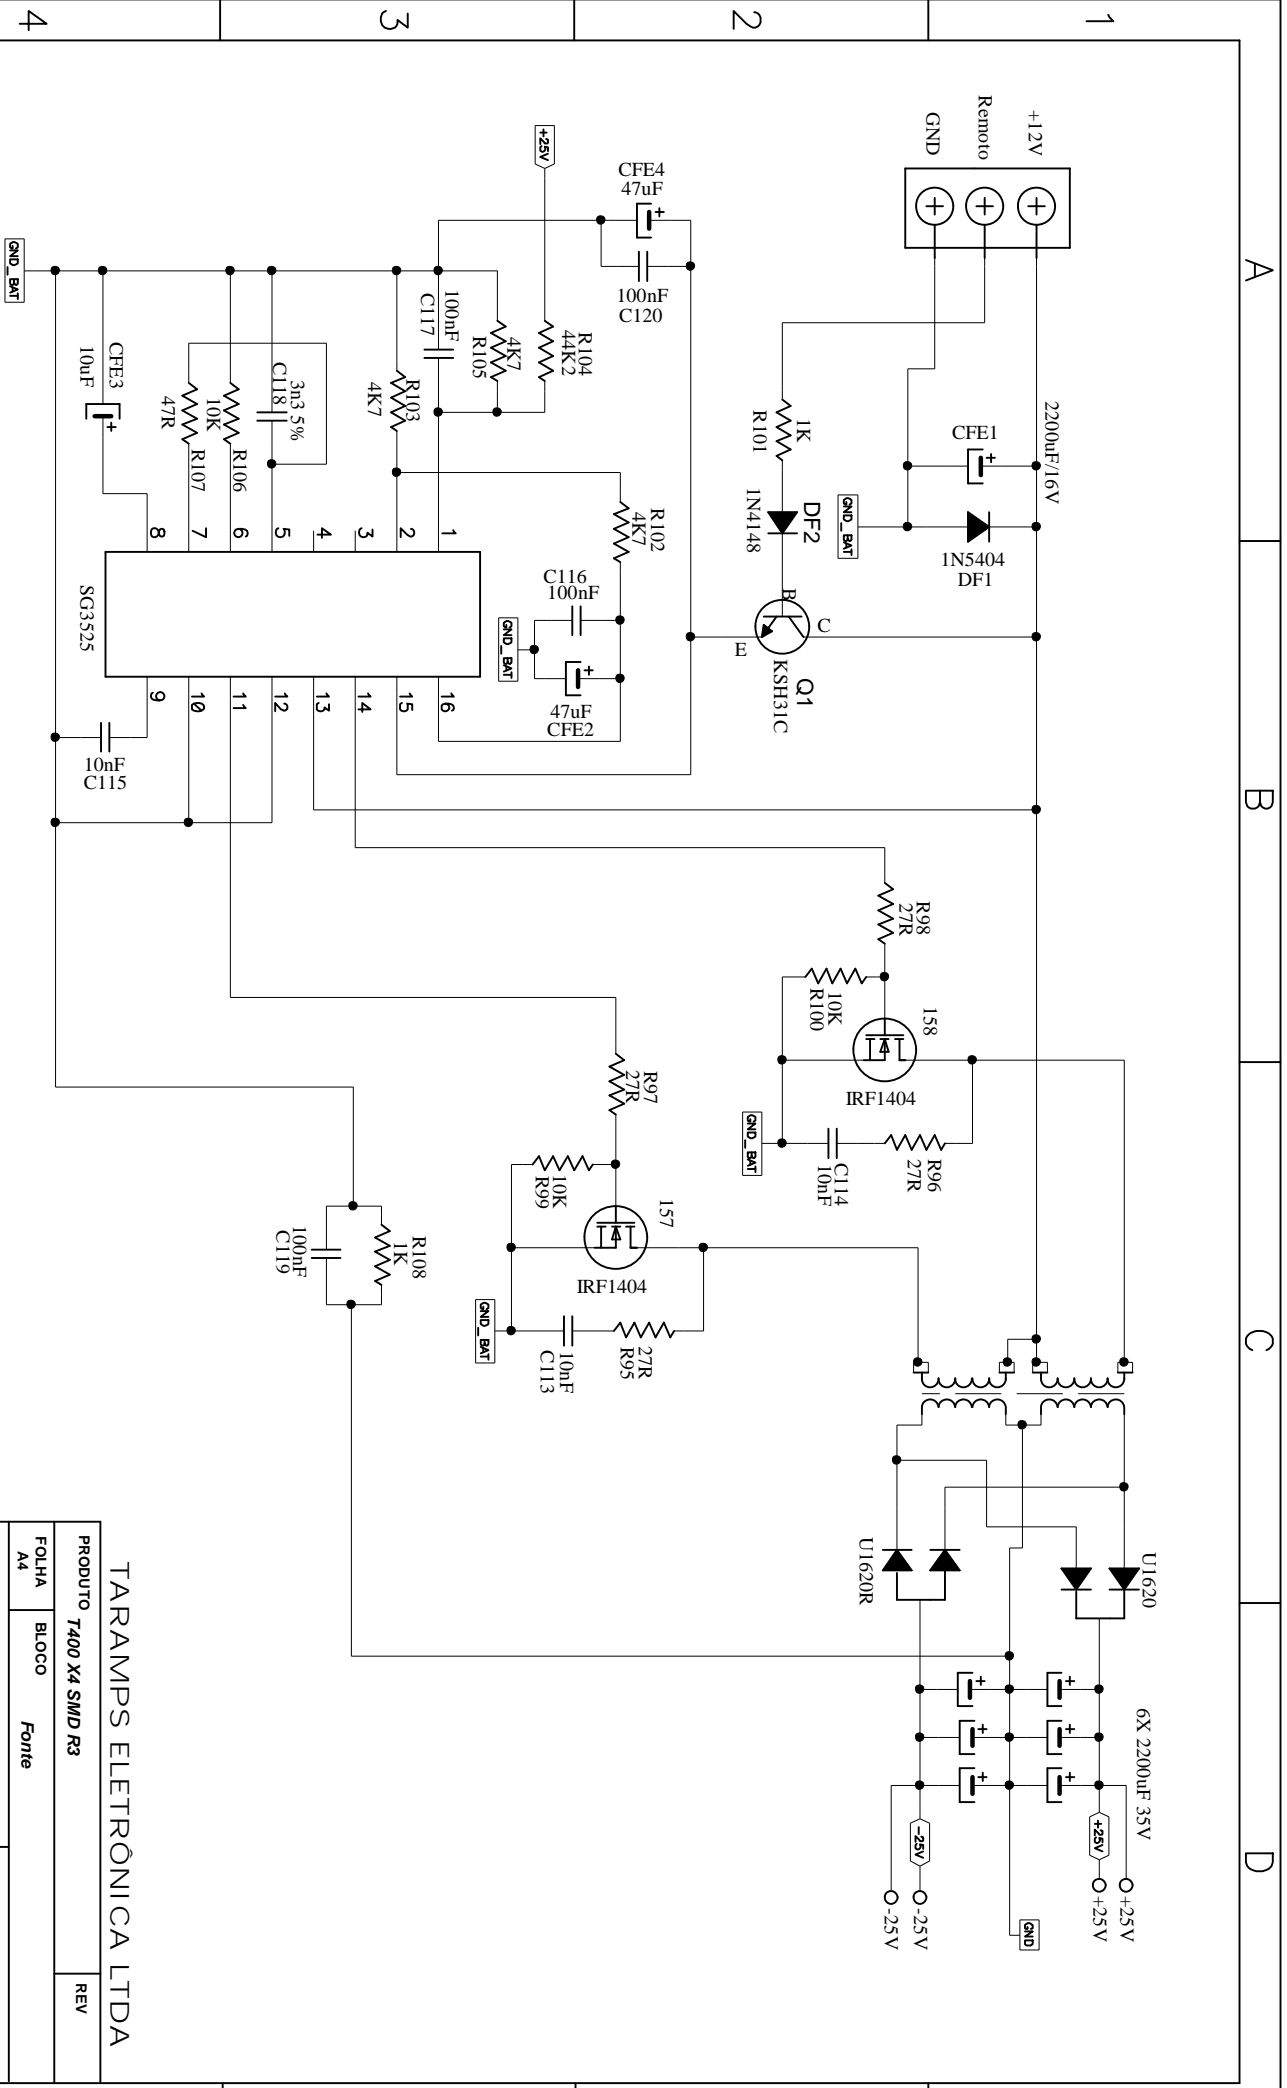 4
3
2
1
A
B
C
D
+12V
Remoto
GND
2200uF/16V
CFE1
GND_BAT
1N5404
DF1
1K
R101
DF2
1N4148
B
C
E
Q1
KSH31C
CFE4
47uF
100nF
C120
+25V
R104
44K2
4K7
R105
100nF
C117
R103
4K7
R102
4K7
C116
100nF
GND_BAT
47uF
CFE2
3n3 5%
C118
10K
R106
47R
R107
CFE3
10uF
GND_BAT
1
2
3
4
5
6
7
8
SG3525
16
15
14
13
12
11
10
9
10nF
C115
R98
27R
10K
R100
158
IRF1404
GND_BAT
C114
10nF
R96
27R
R97
27R
10K
R99
157
IRF1404
GND_BAT
10nF
C113
27R
R95
R108
1K
100nF
C119
U1620
U1620R
6X 2200uF 35V
+25V
+25V
+25V
-25V
-25V
-25V
GND
TARAMPS ELETRÔNICA LTDA
PRODUTO T400 X4 SMD R3
REV
FOLHA
A4
BLOCO
Fonte